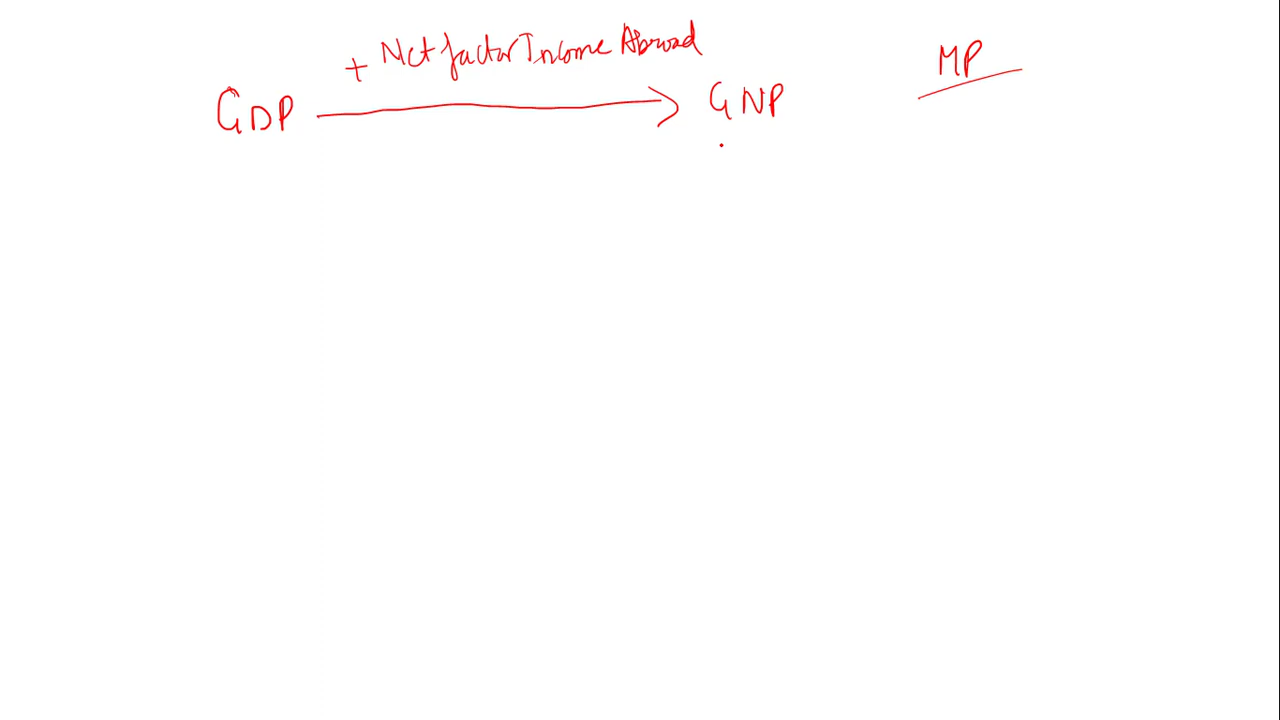 + Net factor Income Abroad
MP
GDP → GNP